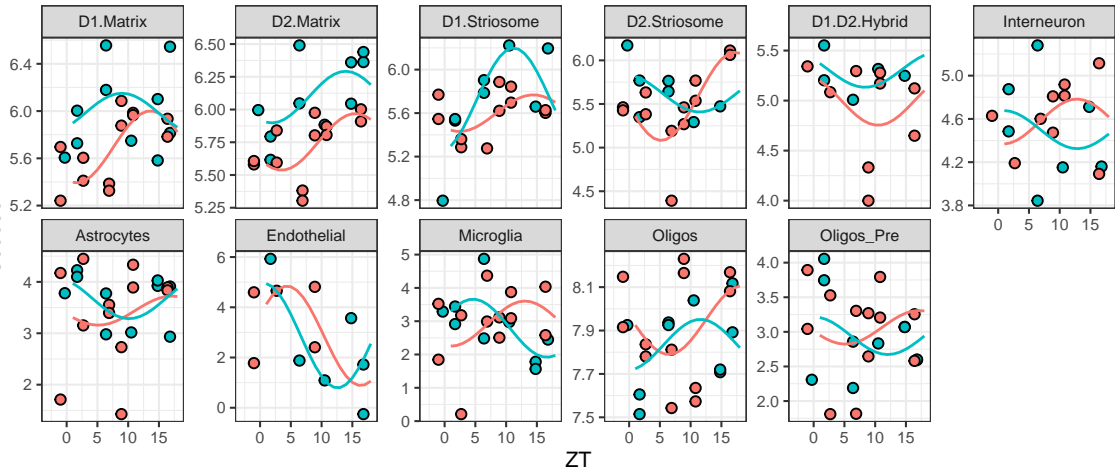 D1.Matrix D2.Matrix D1.Striosome D2.Striosome D1.D2.Hybrid Interneuron
6.4 6.50 6.0 6.0 5.5 5.0
6.0 6.25 5.6 5.5 5.0 4.6
5.6 6.00 5.2 5.0 4.5 4.2
5.2 5.75 4.8 4.5 4.0 3.8
5.50
5.25
0 5 10 15
Astrocytes Endothelial Microglia Oligos Oligos_Pre
4 6 5 8.1 4.0
3 4 4 7.9 3.5
2 2 3 7.7 3.0
0 2 7.5 2.5
1 2.0
0
0 5 10 15 0 5 10 15 0 5 10 15 0 5 10 15 0 5 10 15
ZT